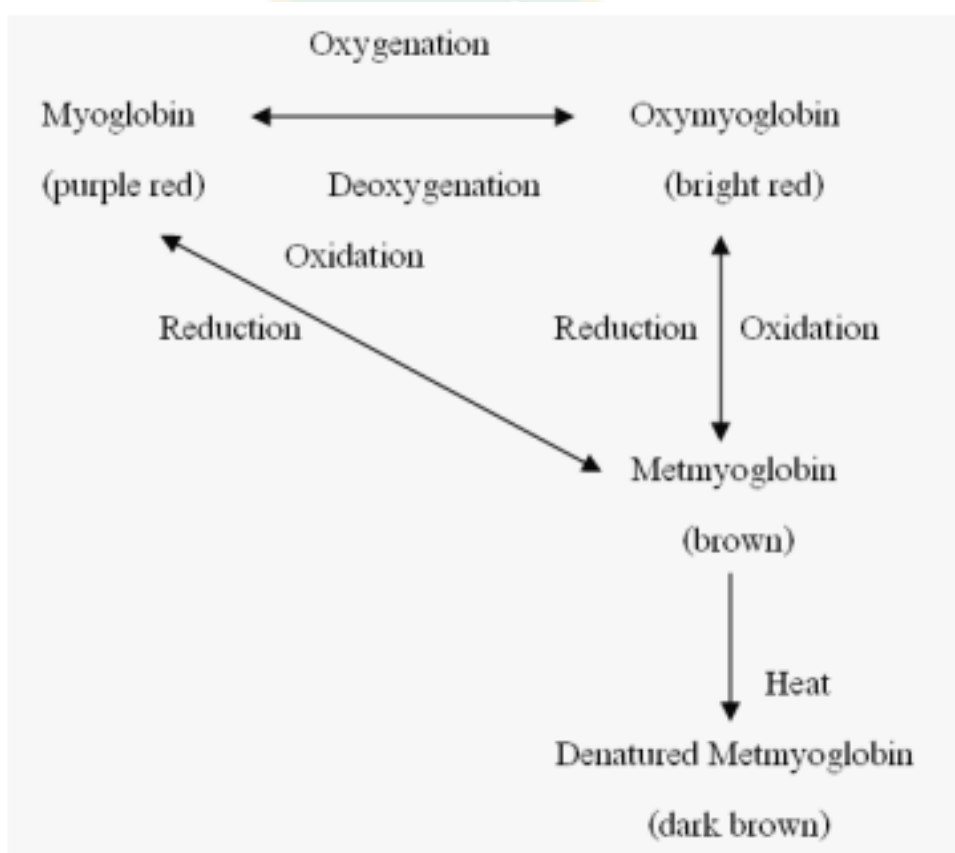 Oxygenation
Myoglobin Oxymyoglobin
(purple red) Deoxygenation (bright red)
Oxidation
Reduction Reduction Oxidation
Metmyoglobin
(brown)
Heat
Denatured Metmyoglobin
(dark brown)